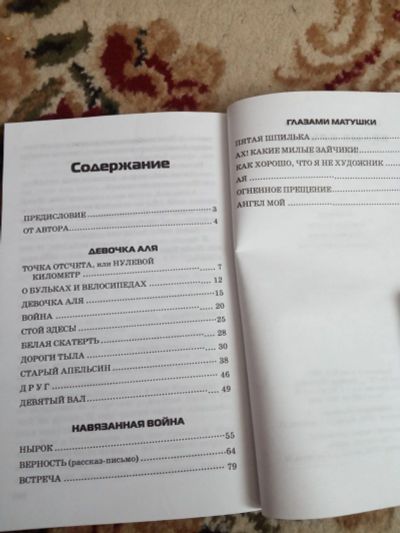 Содержание
ПРЕДИСЛОВИЕ 3
ОТ АВТОРА 4
ДЕВОЧКА АЛЯ
ТОЧКА ОТСЧЕТА, или НУЛЕВОЙ
КИЛОМЕТР 7
О БУЛЬКАХ И ВЕЛОСИПЕДАХ 12
ДЕВОЧКА АЛЯ 15
ВОЙНА 20
СТОЙ ЗДЕСЫ 25
БЕЛАЯ СКАТЕРТЬ 28
ДОРОГИ ТЫЛА 30
СТАРЫЙ АПЕЛЬСИН 38
Д Р У Г 46
ДЕВЯТЫЙ ВАЛ 49
НАВЯЗАННАЯ ВОЙНА
НЫРОК 55
ВЕРНОСТЬ (рассказ-письмо) 64
ВСТРЕЧА 79
ГЛАЗАМИ МАТУШКИ
ПЯТАЯ ШПИЛЬКА
АХ! КАКИЕ МИЛЫЕ ЗАЙЧИКИ!
КАК ХОРОШО, ЧТО Я НЕ ХУДОЖНИК
АЯ
ОГНЕННОЕ ПРЕЩЕНИЕ
АНГЕЛ МОЙ